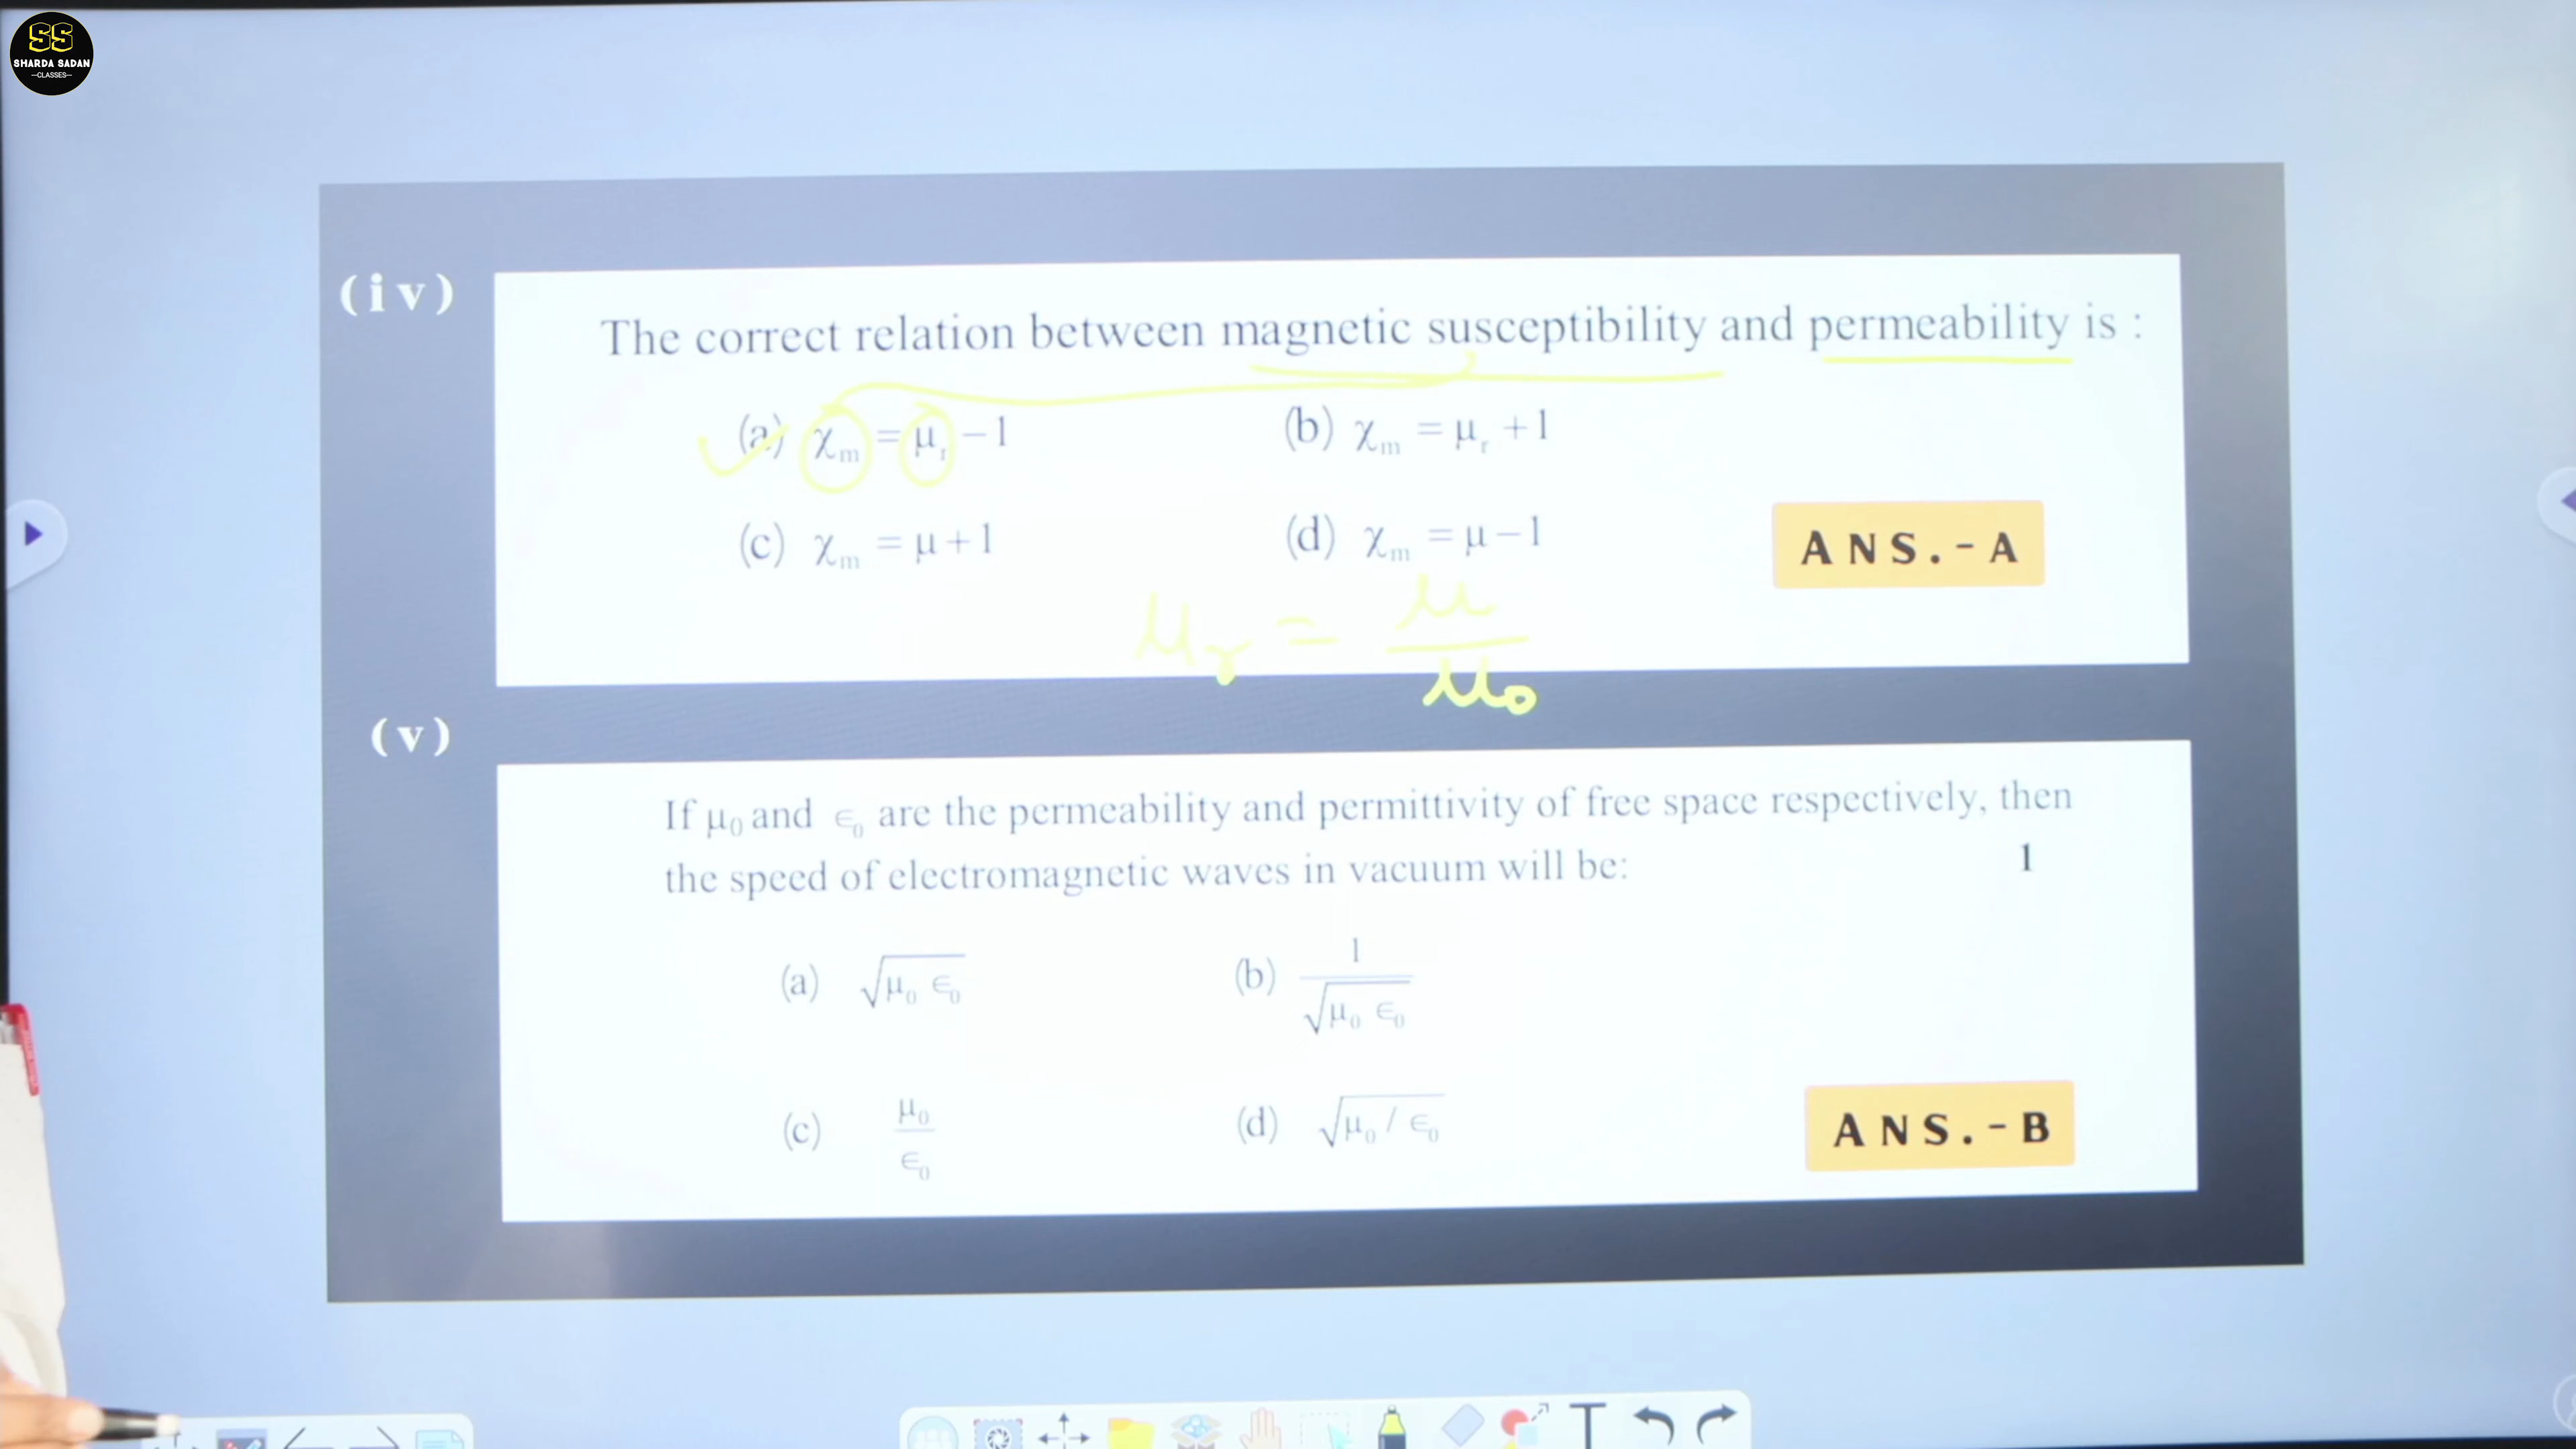 SS
SHARDA SADAN
—CLASSES—
(iv)
The correct relation between magnetic susceptibility and permeability is :
(a) χₘ = μᵣ − 1
(b) χₘ = μᵣ + 1
(c) χₘ = μ + 1
(d) χₘ = μ − 1
ANS.-A
μᵣ = μ/μ₀
(v)
If μ₀ and ∈₀ are the permeability and permittivity of free space respectively, then
the speed of electromagnetic waves in vacuum will be:
1
(a) √(μ₀ ∈₀)
(b) 1/√(μ₀ ∈₀)
(c) μ₀/∈₀
(d) √(μ₀ / ∈₀)
ANS.-B
T